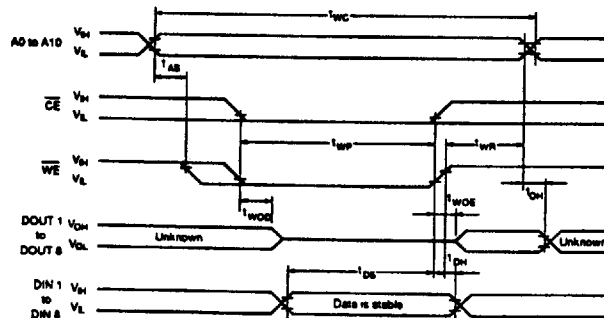 tWC
A0 to A10 VIH
VIL
tAS
CE VIH
VIL
tWP
tWR
WE VIH
VIL
tOH
tWOD
tWOE
DOUT 1 VOH
to
DOUT 8 VOL
Unknown
Unknown
tDS
tDH
DIN 1 VIH
to
DIN 8 VIL
Data is stable